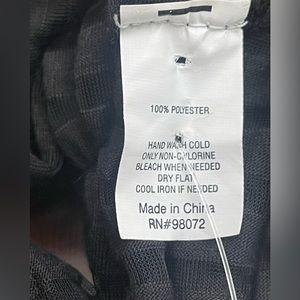 100% POLYESTER
HAND WASH COLD
ONLY NON-CHLORINE
BLEACH WHEN NEEDED
DRY FLAT
COOL IRON IF NEEDED
Made in China
RN#98072